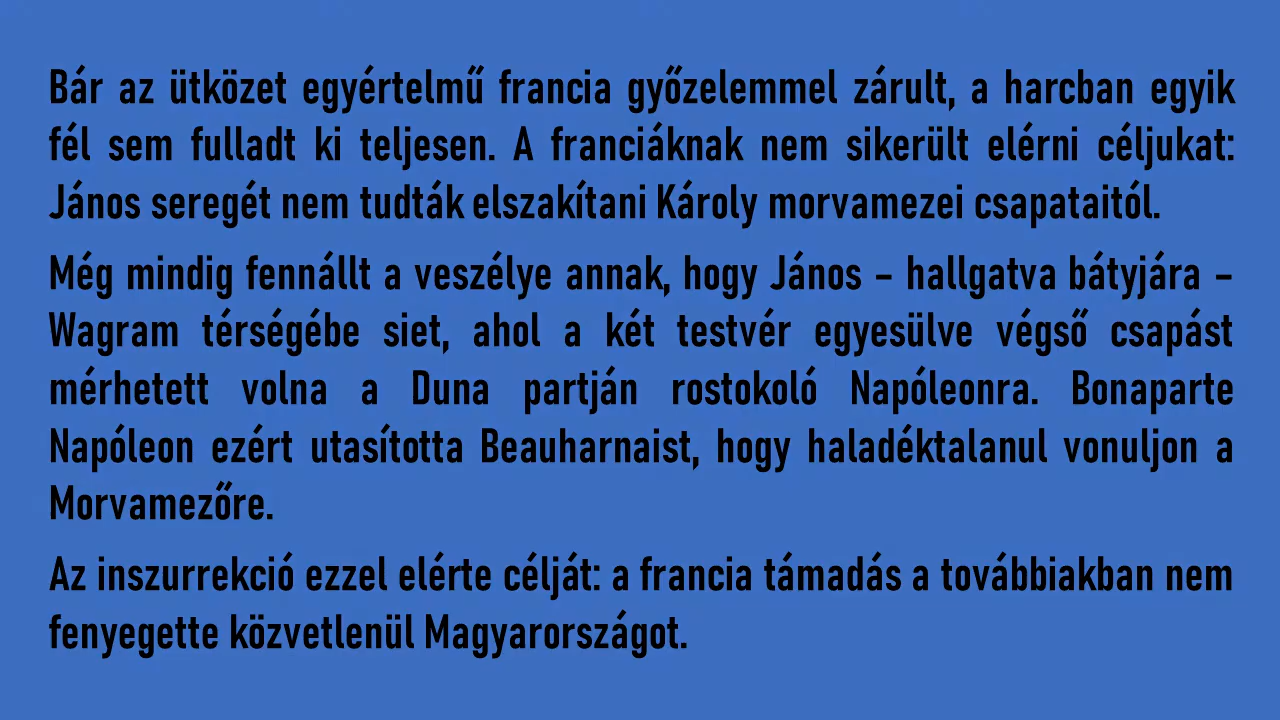 Bár az ütközet egyértelmű francia győzelemmel zárult, a harcban egyik
fél sem fulladt ki teljesen. A franciáknak nem sikerült elérni céljukat:
János seregét nem tudták elszakítani Károly morvamezei csapataitól.
Még mindig fennállt a veszélye annak, hogy János – hallgatva bátyjára –
Wagram térségébe siet, ahol a két testvér egyesülve végső csapást
mérhetett volna a Duna partján rostokoló Napóleonra. Bonaparte
Napóleon ezért utasította Beauharnaist, hogy haladéktalanul vonuljon a
Morvamezőre.
Az inszurrekció ezzel elérte célját: a francia támadás a továbbiakban nem
fenyegette közvetlenül Magyarországot.